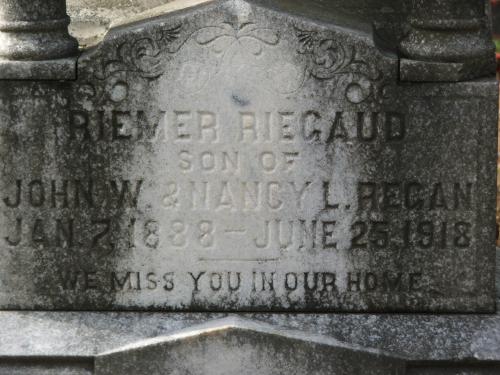 RIEMER RIEGAUD
SON OF
JOHN W. & NANCY L. REGAN
JAN. 7, 1888 – JUNE 25, 1918
WE MISS YOU IN OUR HOME